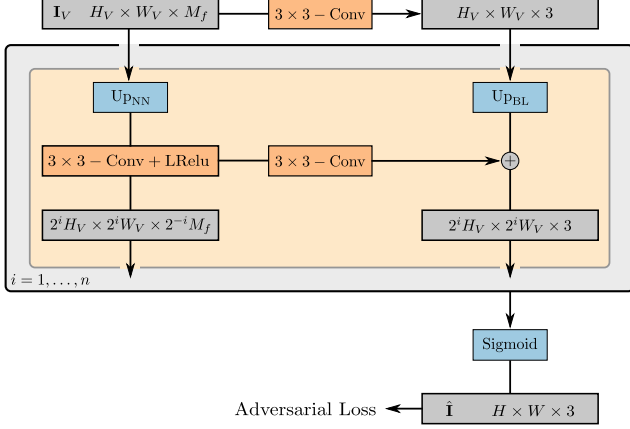 I_V H_V × W_V × M_f
3 × 3 − Conv
H_V × W_V × 3
Up_NN
Up_BL
3 × 3 − Conv + LRelu
3 × 3 − Conv
+
2^i H_V × 2^i W_V × 2^{-i} M_f
2^i H_V × 2^i W_V × 3
i = 1, . . . , n
Sigmoid
Adversarial Loss
Î H × W × 3